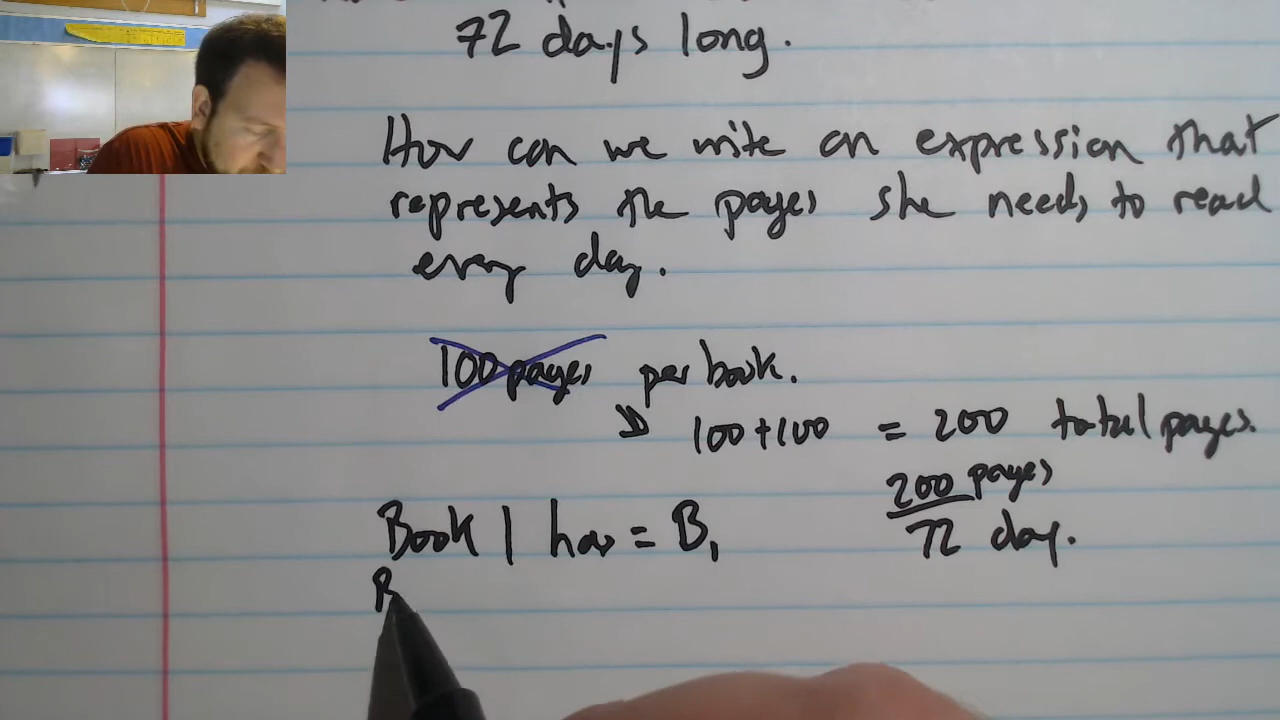 72 days long.
How can we write an expression that
represents the pages she needs to read
every day.
100 pages per book.
100+100 = 200 total pages.
200 pages
72 day.
Book 1 has = B₁
B